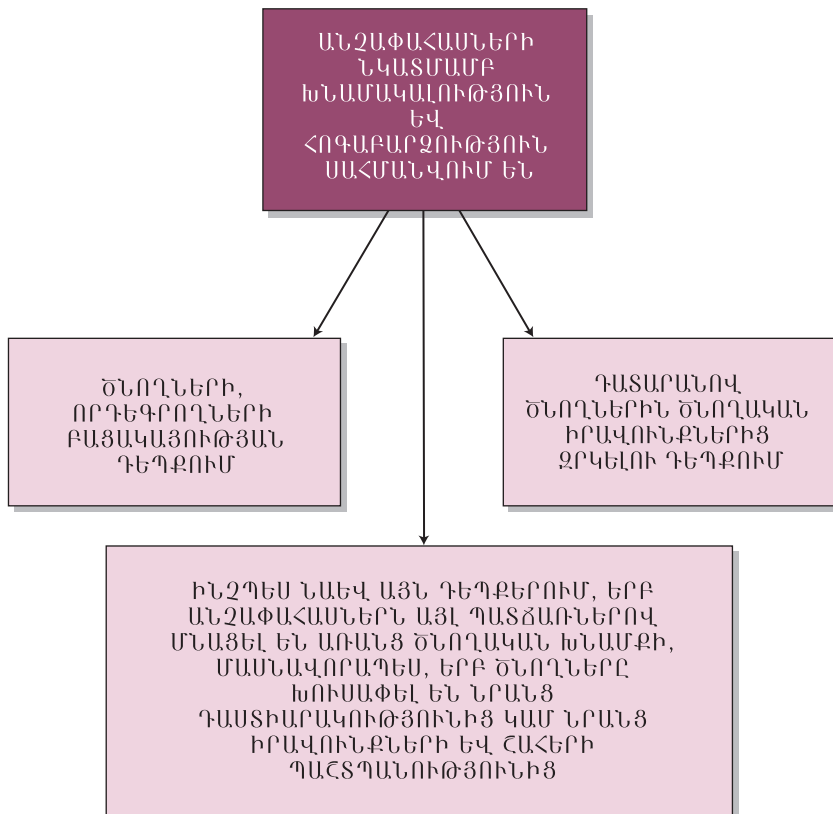 ԱՆՉԱՓԱՀԱՍՆԵՐԻ
ՆԿԱՏՄԱՄԲ
ԽՆԱՄԱԿԱԼՈՒԹՅՈՒՆ
ԵՎ
ՀՈԳԱԲԱՐՁՈՒԹՅՈՒՆ
ՍԱՀՄԱՆՎՈՒՄ ԵՆ
ԾՆՈՂՆԵՐԻ,
ՈՐԴԵԳՐՈՂՆԵՐԻ
ԲԱՑԱԿԱՅՈՒԹՅԱՆ
ԴԵՊՔՈՒՄ
ԴԱՏԱՐԱՆՈՎ
ԾՆՈՂՆԵՐԻՆ ԾՆՈՂԱԿԱՆ
ԻՐԱՎՈՒՆՔՆԵՐԻՑ
ԶՐԿԵԼՈՒ ԴԵՊՔՈՒՄ
ԻՆՉՊԵՍ ՆԱԵՎ ԱՅՆ ԴԵՊՔԵՐՈՒՄ, ԵՐԲ
ԱՆՉԱՓԱՀԱՍՆԵՐՆ ԱՅԼ ՊԱՏՃԱՌՆԵՐՈՎ
ՄՆԱՑԵԼ ԵՆ ԱՌԱՆՑ ԾՆՈՂԱԿԱՆ ԽՆԱՄՔԻ,
ՄԱՍՆԱՎՈՐԱՊԵՍ, ԵՐԲ ԾՆՈՂՆԵՐԸ
ԽՈՒՍԱՓԵԼ ԵՆ ՆՐԱՆՑ
ԴԱՍՏԻԱՐԱԿՈՒԹՅՈՒՆԻՑ ԿԱՄ ՆՐԱՆՑ
ԻՐԱՎՈՒՆՔՆԵՐԻ ԵՎ ՇԱՀԵՐԻ
ՊԱՇՏՊԱՆՈՒԹՅՈՒՆԻՑ